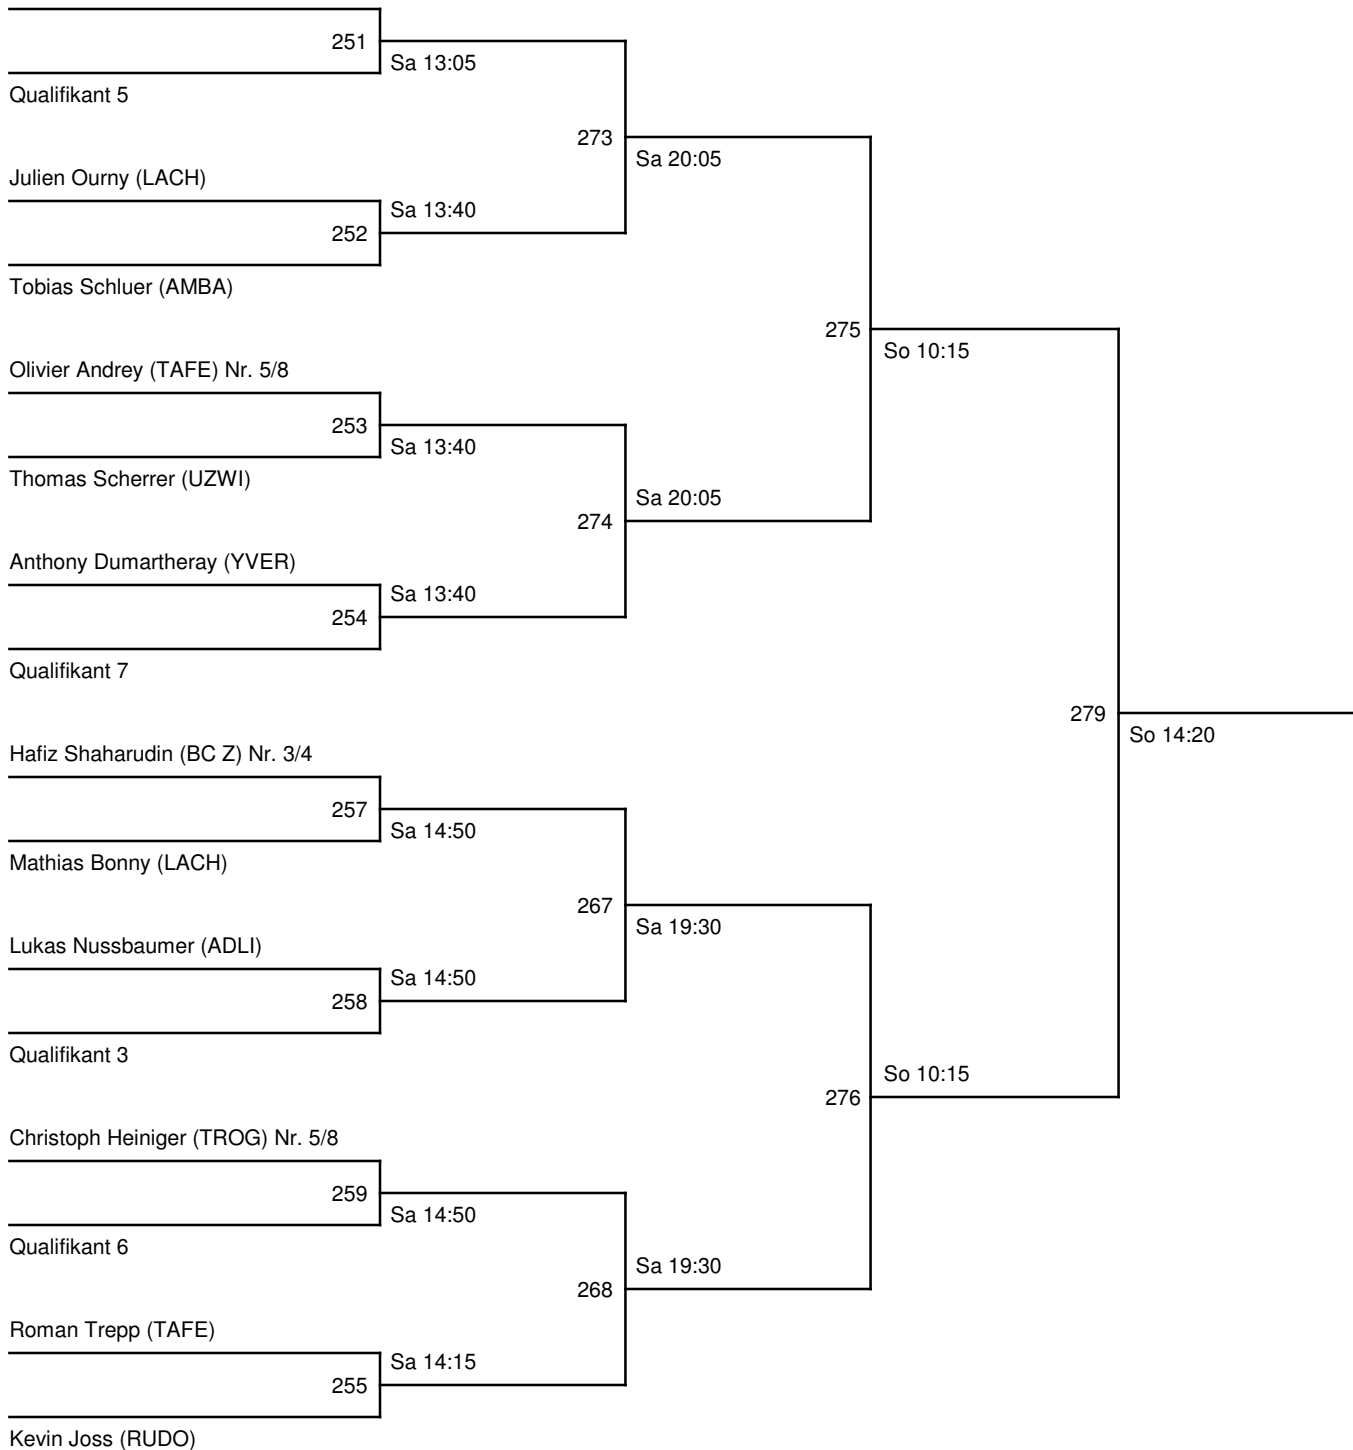 251
Sa 13:05
Qualifikant 5
273
Sa 20:05
Julien Ourny (LACH)
Sa 13:40
252
Tobias Schluer (AMBA)
275
So 10:15
Olivier Andrey (TAFE) Nr. 5/8
253
Sa 13:40
Thomas Scherrer (UZWI)
Sa 20:05
274
Anthony Dumartheray (YVER)
Sa 13:40
254
Qualifikant 7
279
So 14:20
Hafiz Shaharudin (BC Z) Nr. 3/4
257
Sa 14:50
Mathias Bonny (LACH)
267
Sa 19:30
Lukas Nussbaumer (ADLI)
Sa 14:50
258
Qualifikant 3
So 10:15
276
Christoph Heiniger (TROG) Nr. 5/8
259
Sa 14:50
Qualifikant 6
Sa 19:30
268
Roman Trepp (TAFE)
Sa 14:15
255
Kevin Joss (RUDO)